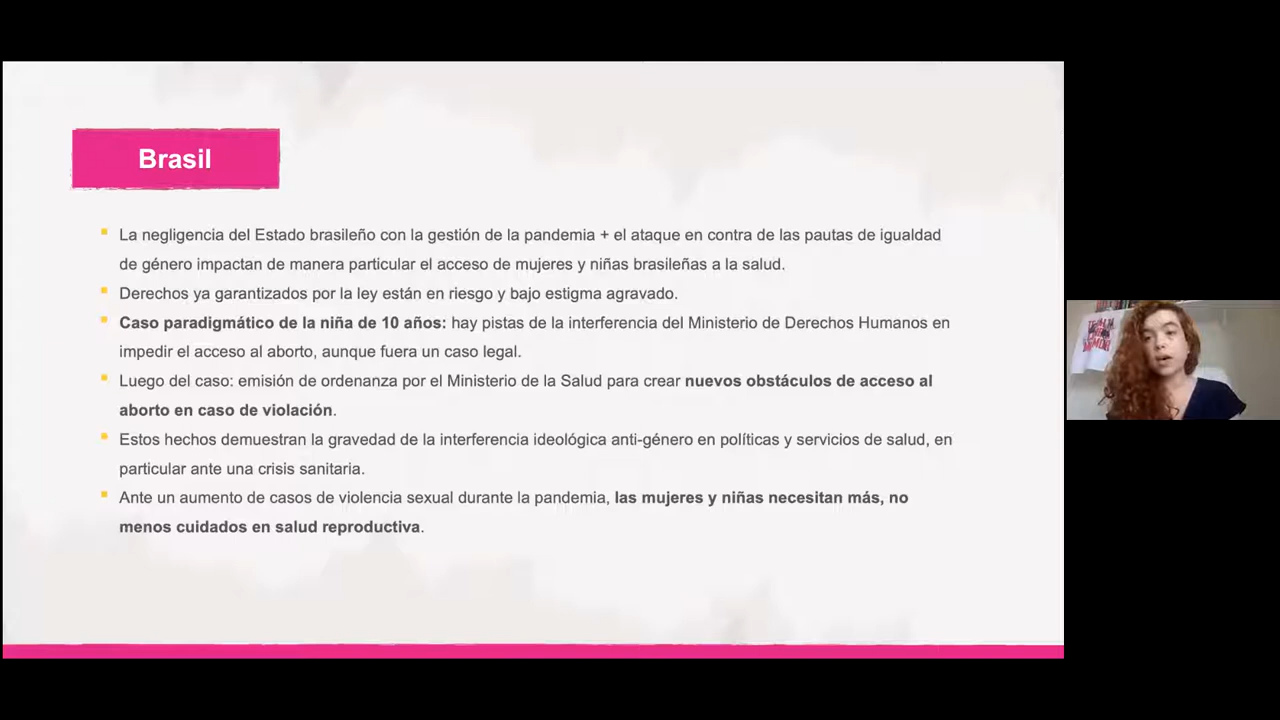 Brasil
La negligencia del Estado brasileño con la gestión de la pandemia + el ataque en contra de las pautas de igualdad
de género impactan de manera particular el acceso de mujeres y niñas brasileñas a la salud.
Derechos ya garantizados por la ley están en riesgo y bajo estigma agravado.
Caso paradigmático de la niña de 10 años: hay pistas de la interferencia del Ministerio de Derechos Humanos en
impedir el acceso al aborto, aunque fuera un caso legal.
Luego del caso: emisión de ordenanza por el Ministerio de la Salud para crear nuevos obstáculos de acceso al
aborto en caso de violación.
Estos hechos demuestran la gravedad de la interferencia ideológica anti-género en políticas y servicios de salud, en
particular ante una crisis sanitaria.
Ante un aumento de casos de violencia sexual durante la pandemia, las mujeres y niñas necesitan más, no
menos cuidados en salud reproductiva.